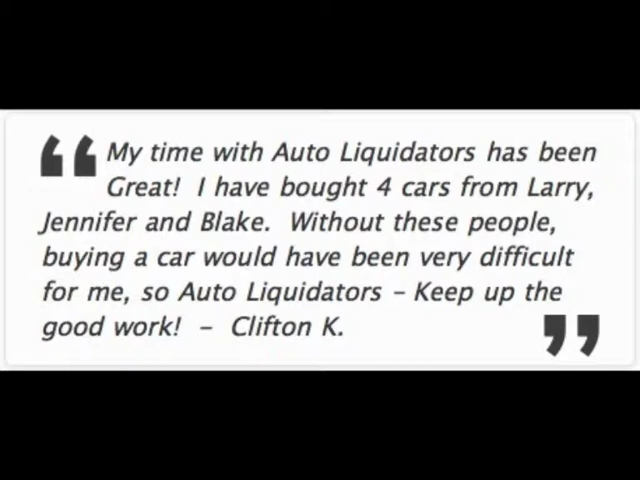 “My time with Auto Liquidators has been
Great!  I have bought 4 cars from Larry,
Jennifer and Blake.  Without these people,
buying a car would have been very difficult
for me, so Auto Liquidators – Keep up the
good work!  –  Clifton K.”